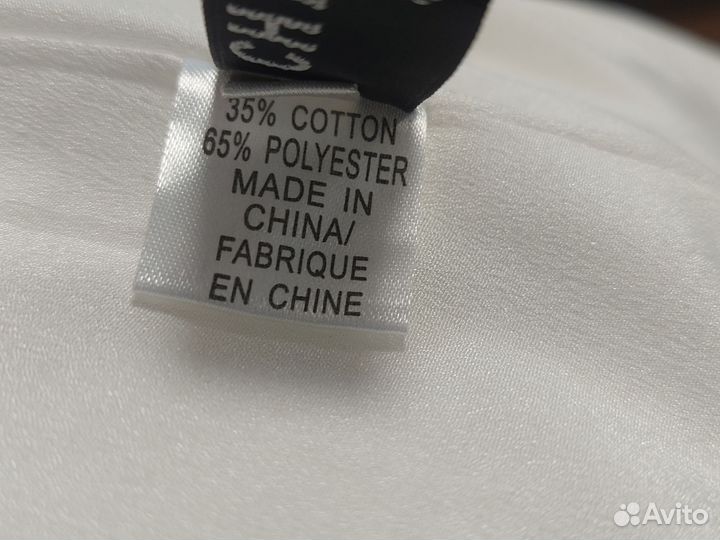 35% COTTON
65% POLYESTER
MADE IN
CHINA/
FABRIQUE
EN CHINE
Avito